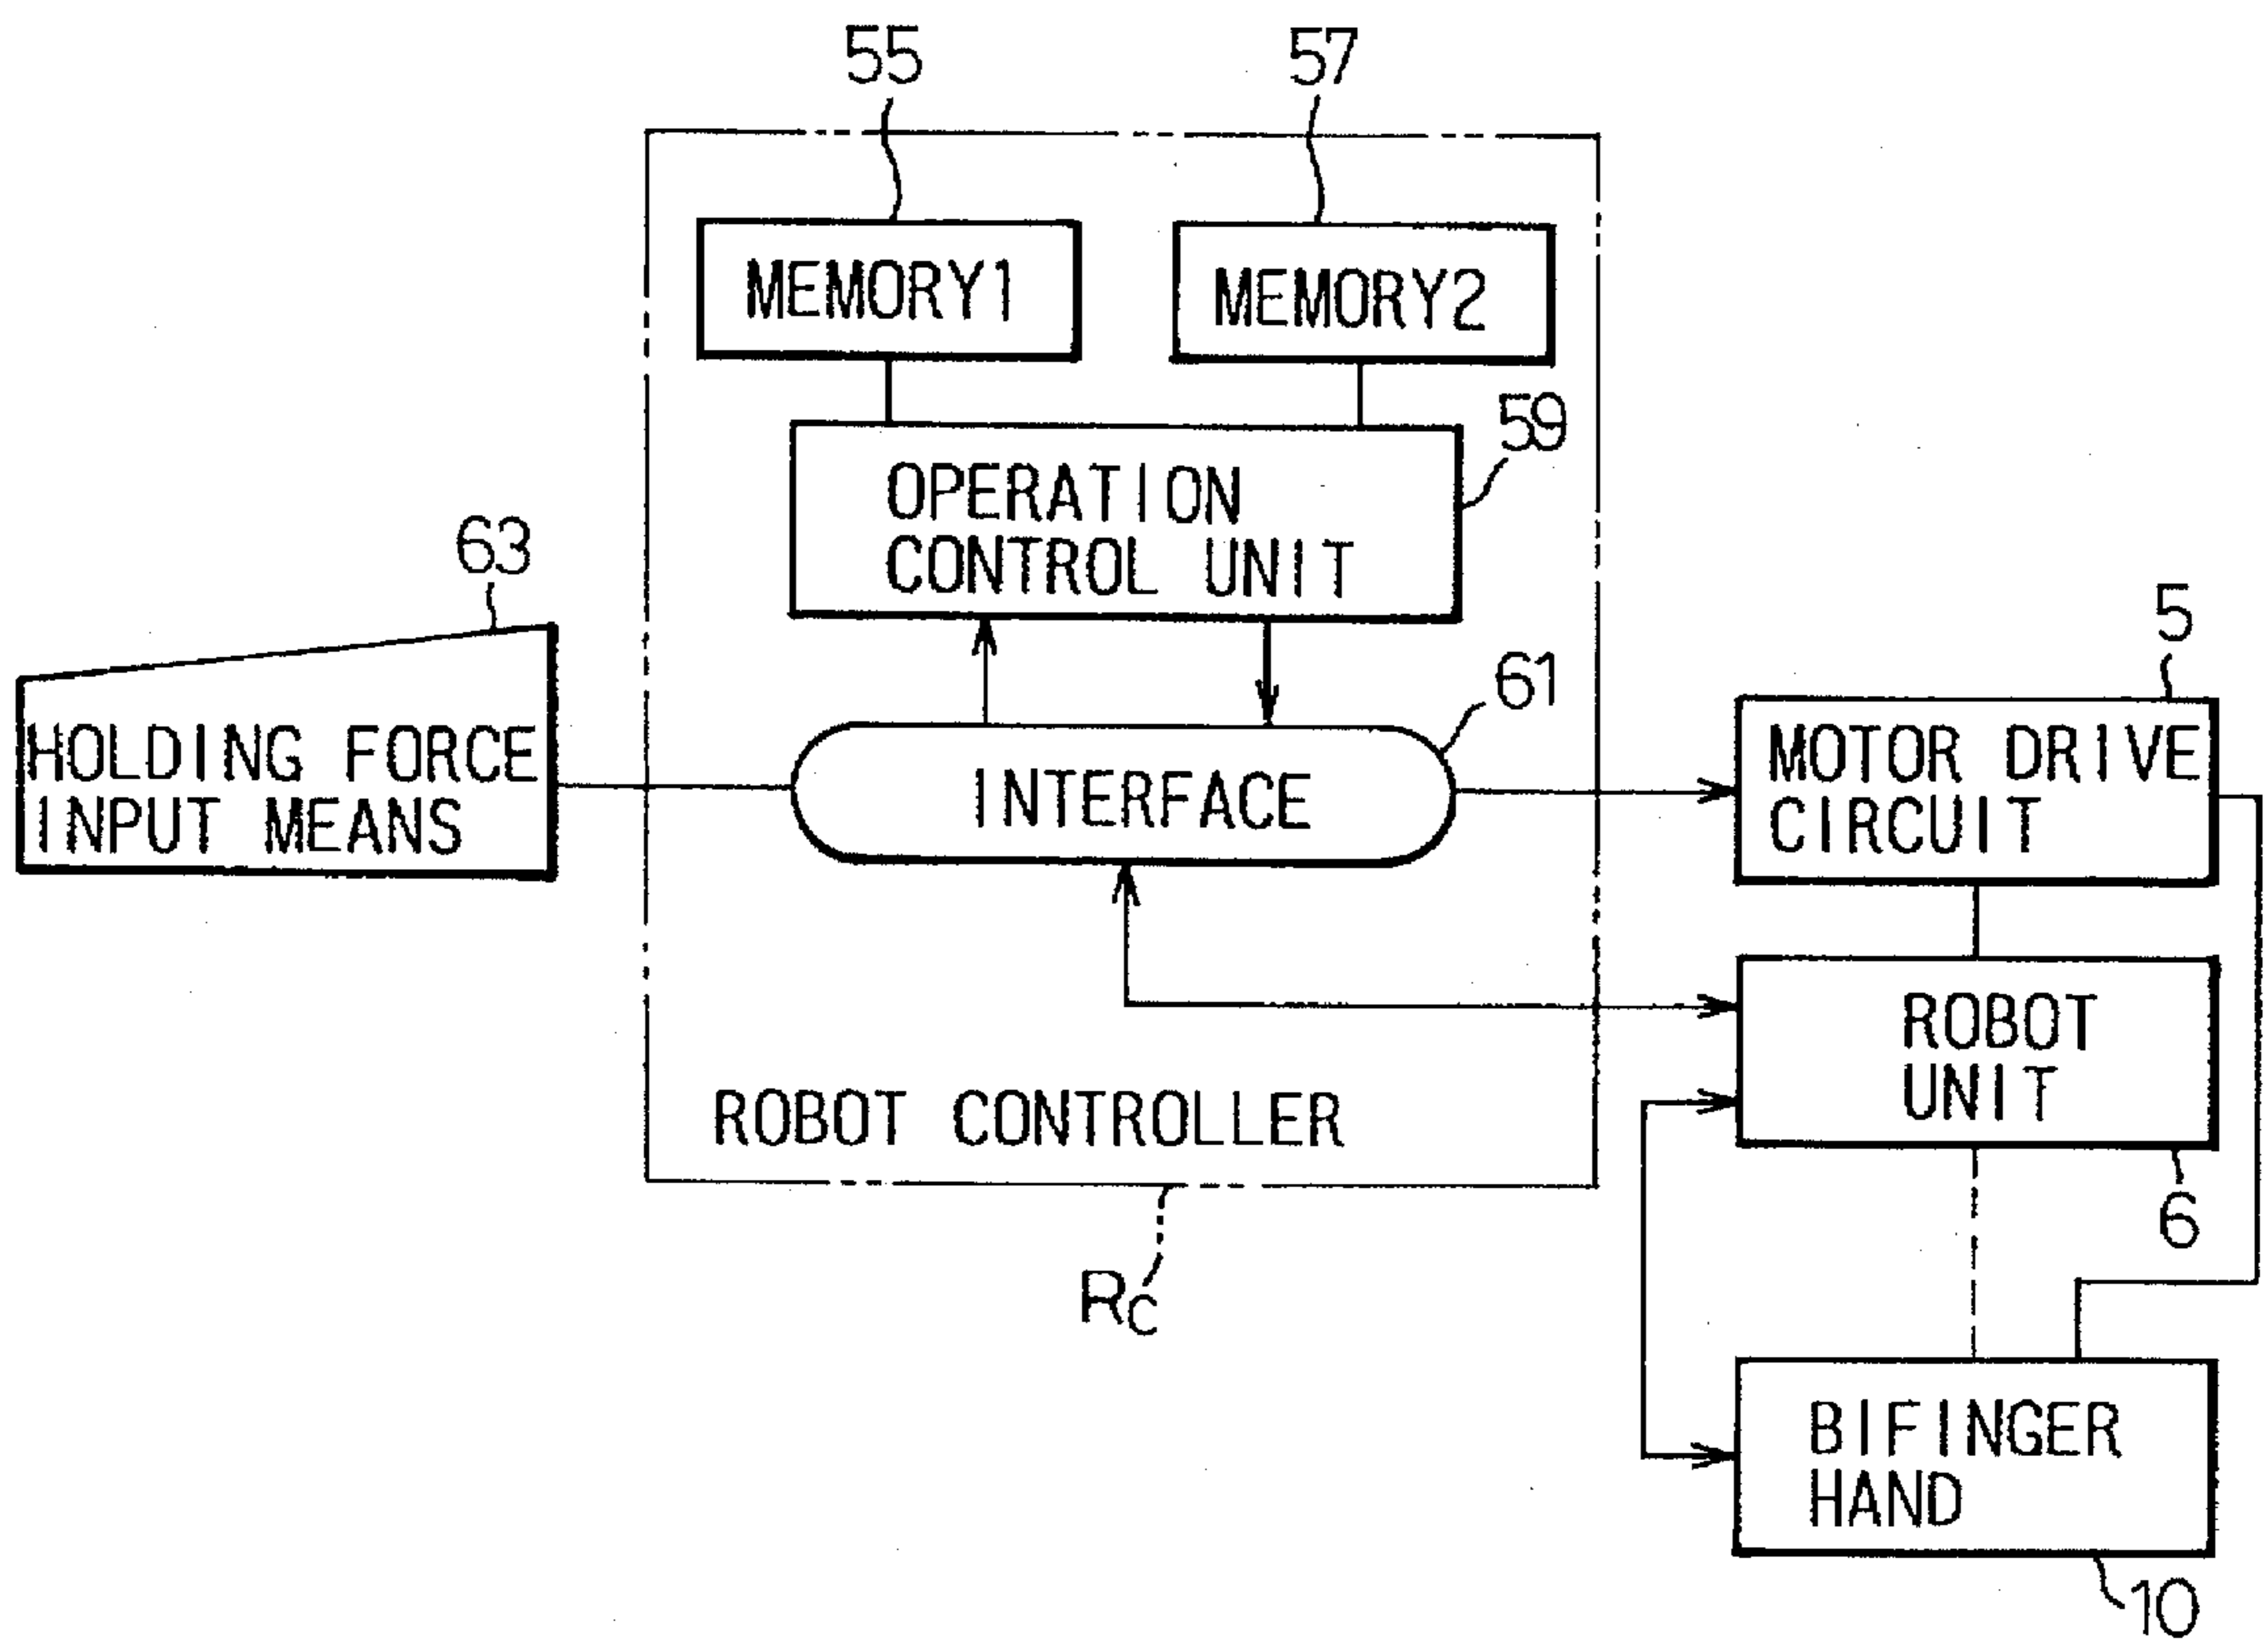 55
57
MEMORY1
MEMORY2
59
OPERATION
CONTROL UNIT
63
61
5
HOLDING FORCE
INPUT MEANS
INTERFACE
MOTOR DRIVE
CIRCUIT
ROBOT
UNIT
ROBOT CONTROLLER
6
RC
BIFINGER
HAND
10